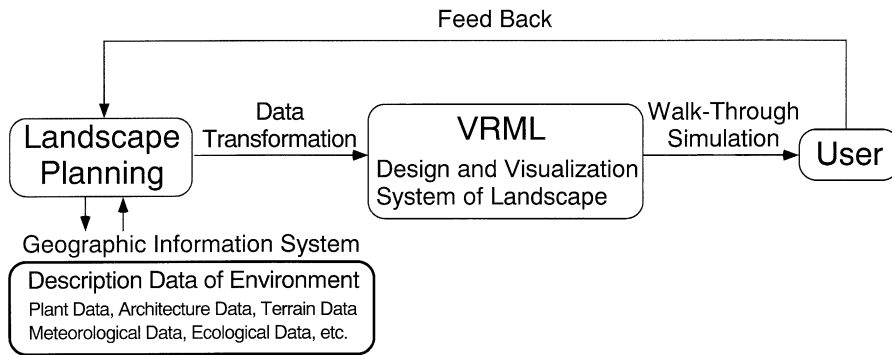 Feed Back
Landscape
Planning
Data
Transformation
VRML
Design and Visualization
System of Landscape
Walk-Through
Simulation
User
Geographic Information System
Description Data of Environment
Plant Data, Architecture Data, Terrain Data
Meteorological Data, Ecological Data, etc.